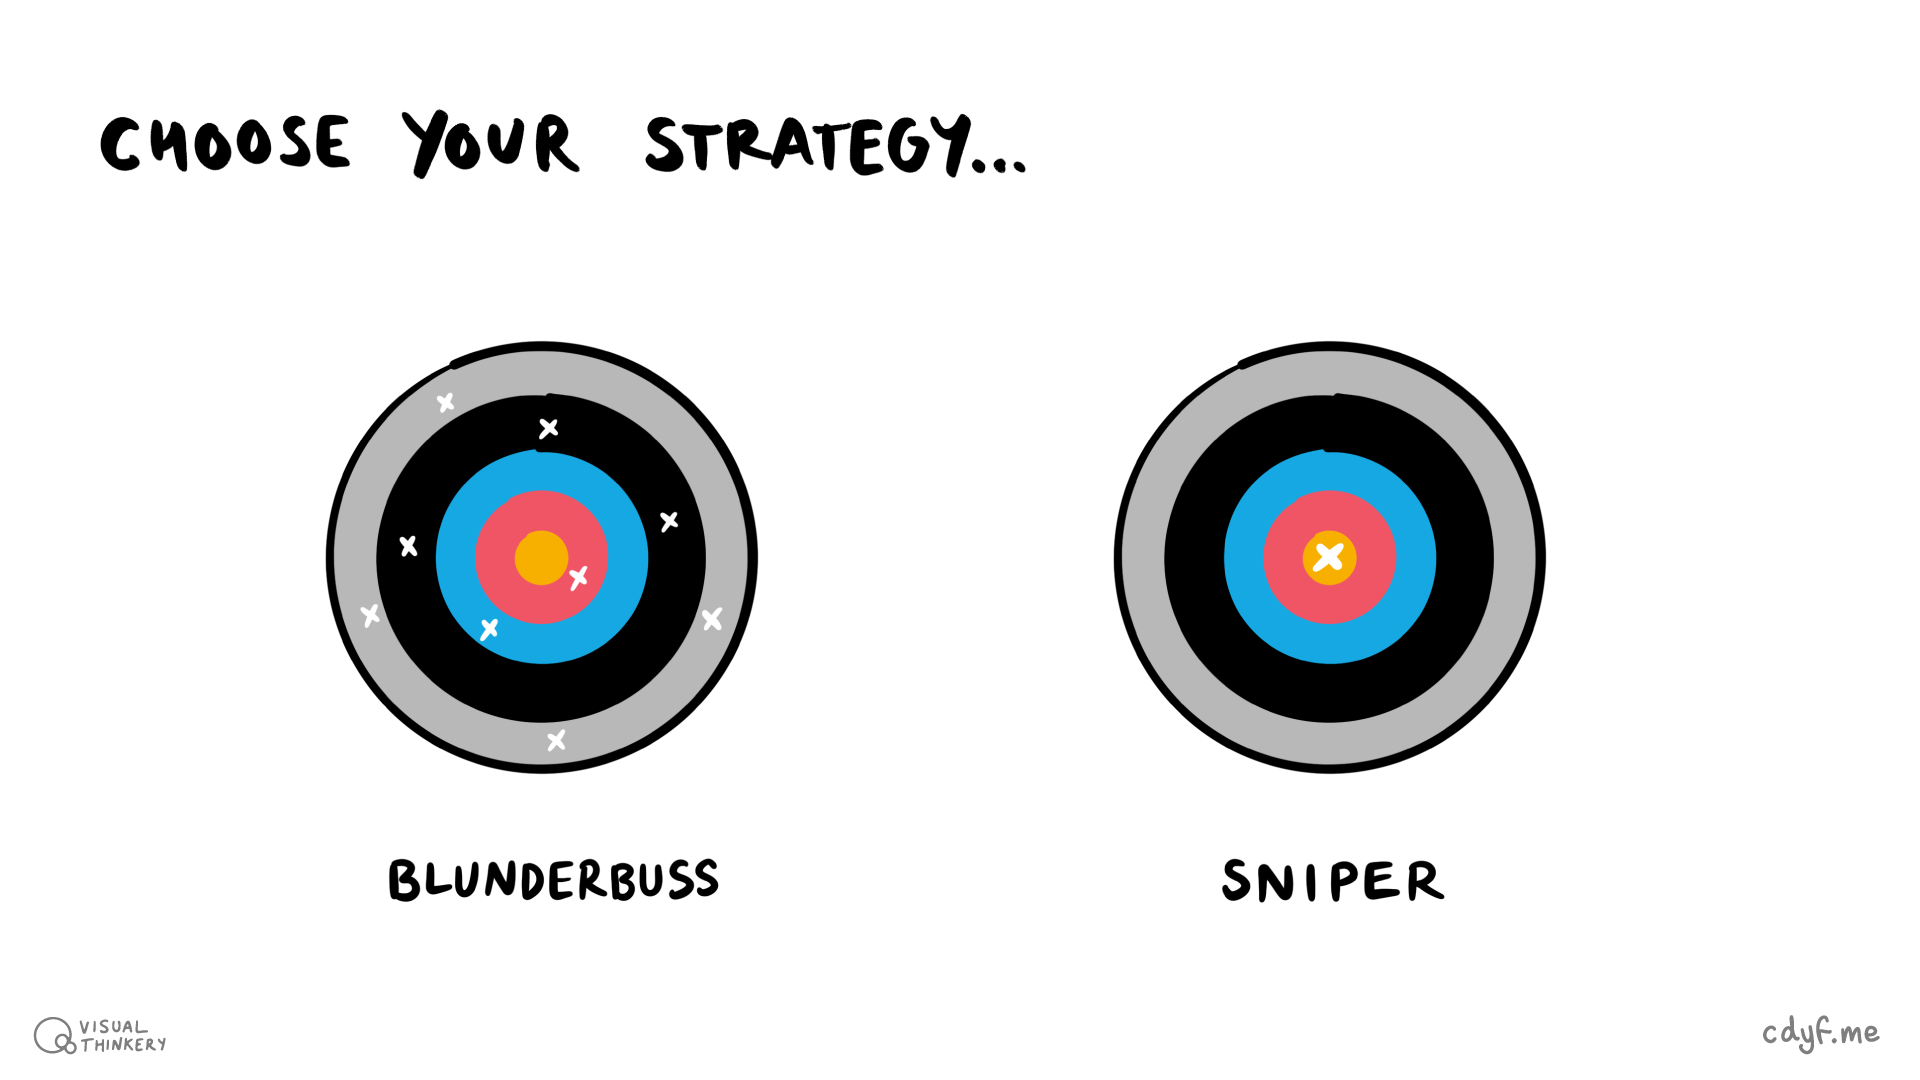 CHOOSE YOUR STRATEGY...
BLUNDERBUSS
SNIPER
VISUAL
THINKERY
cdyf.me